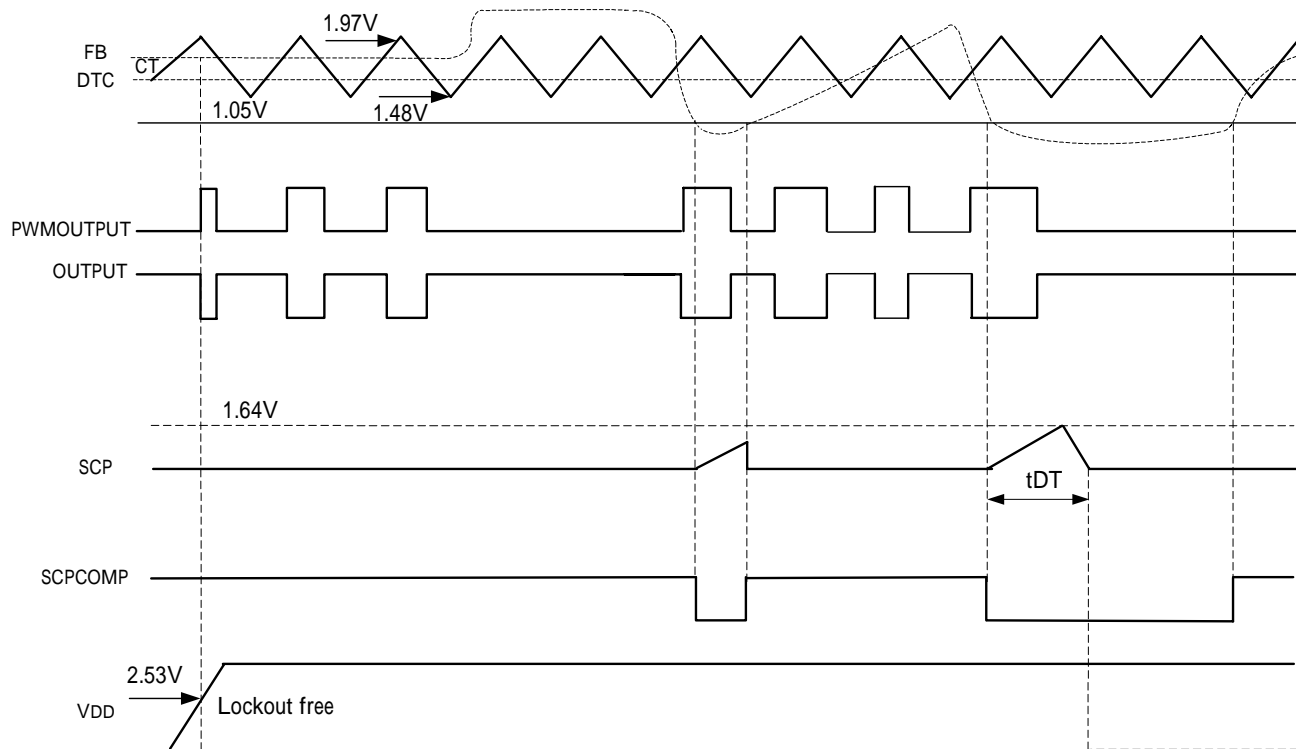 1.97V
FB
CT
DTC
1.05V
1.48V
PWMOUTPUT
OUTPUT
1.64V
SCP
tDT
SCPCOMP
2.53V
VDD
Lockout free